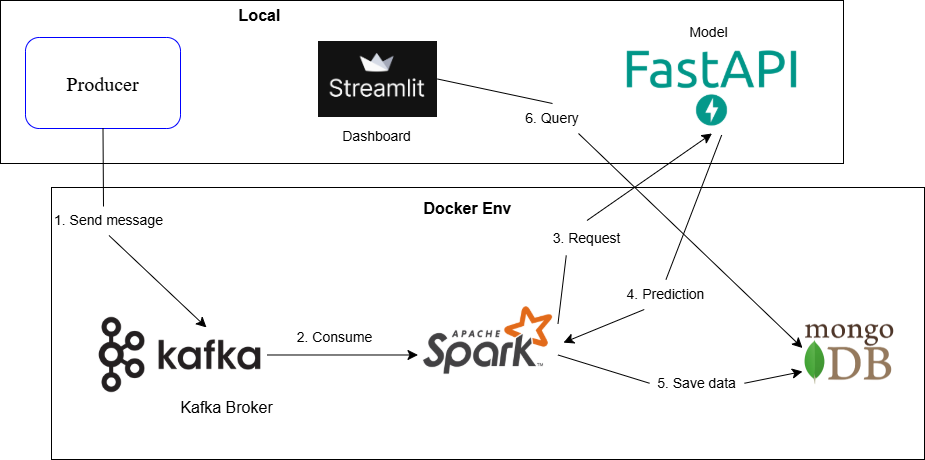 Local
Model
Producer
Streamlit
FastAPI
Dashboard
6. Query
Docker Env
1. Send message
3. Request
4. Prediction
APACHE
Spark™
2. Consume
kafka
mongo
DB
5. Save data
Kafka Broker